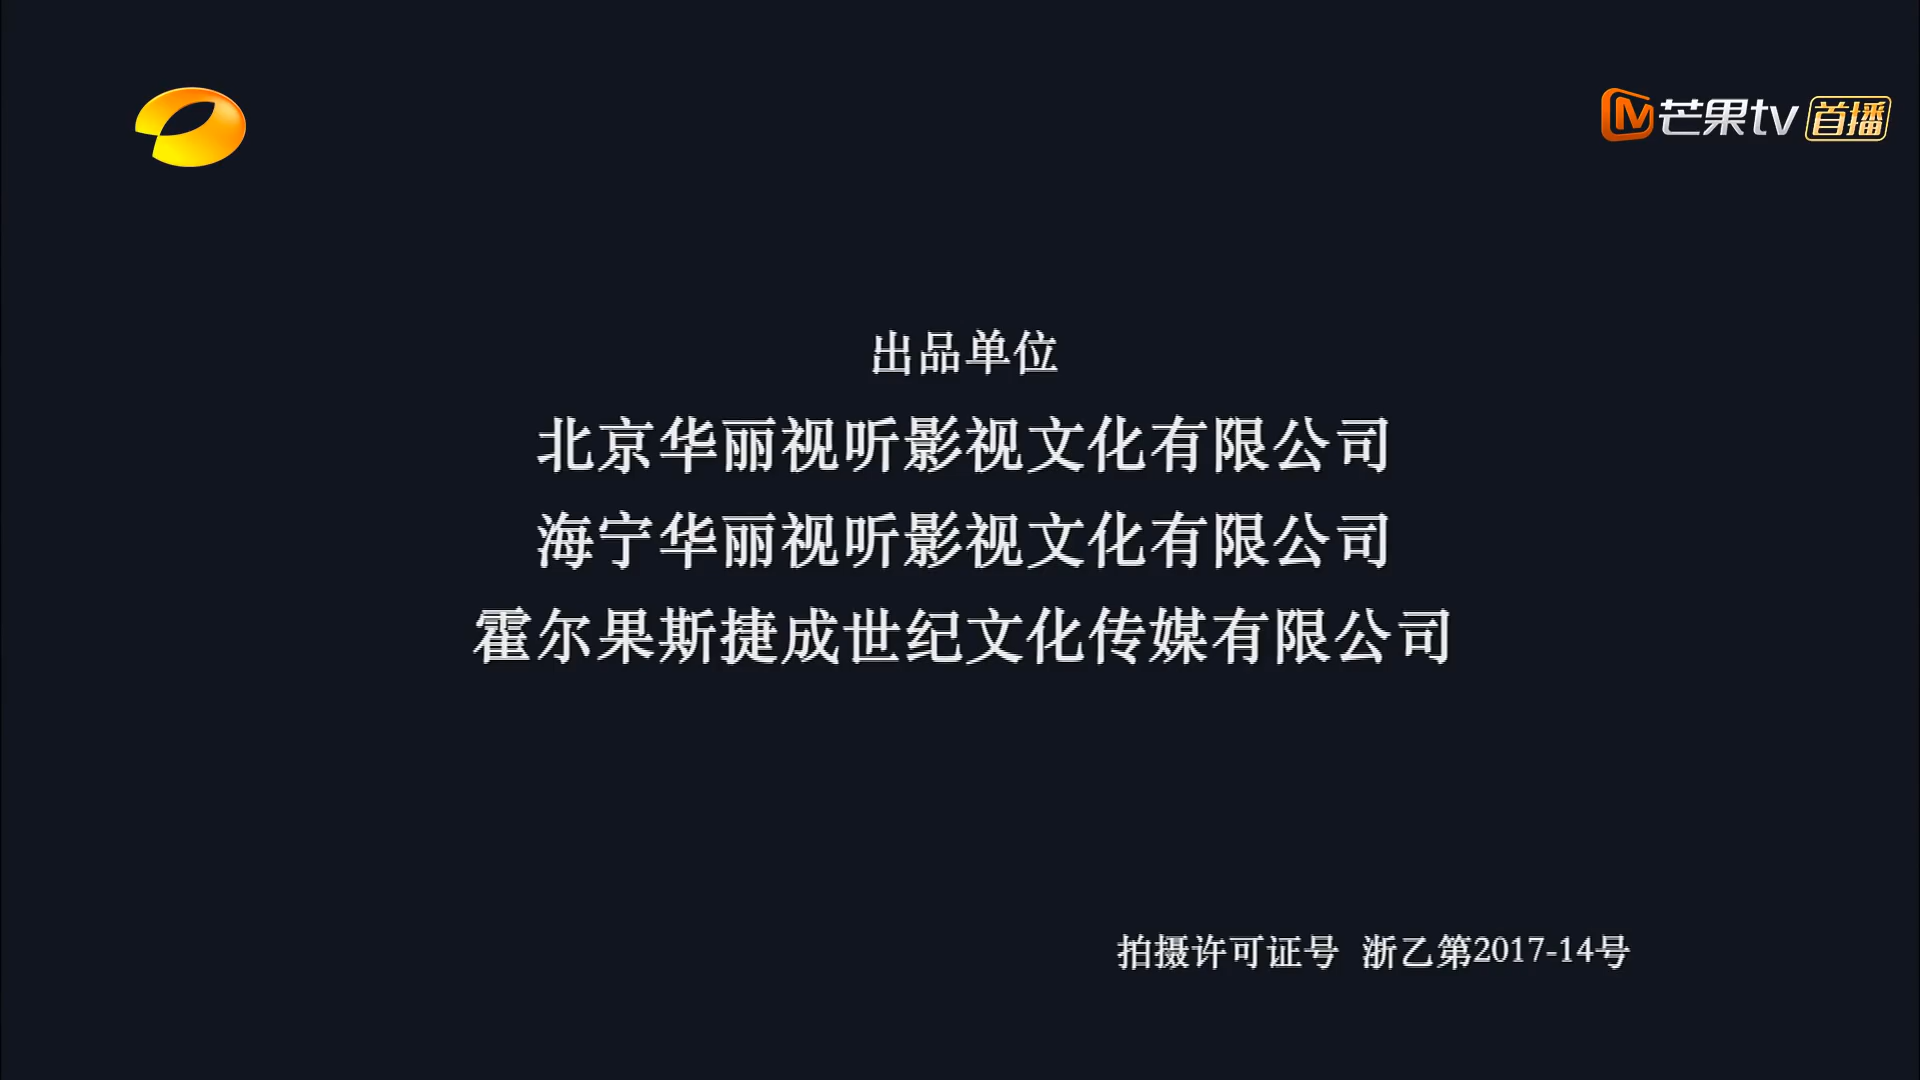 芒果tv 首播
出品单位
北京华丽视听影视文化有限公司
海宁华丽视听影视文化有限公司
霍尔果斯捷成世纪文化传媒有限公司
拍摄许可证号 浙乙第2017-14号